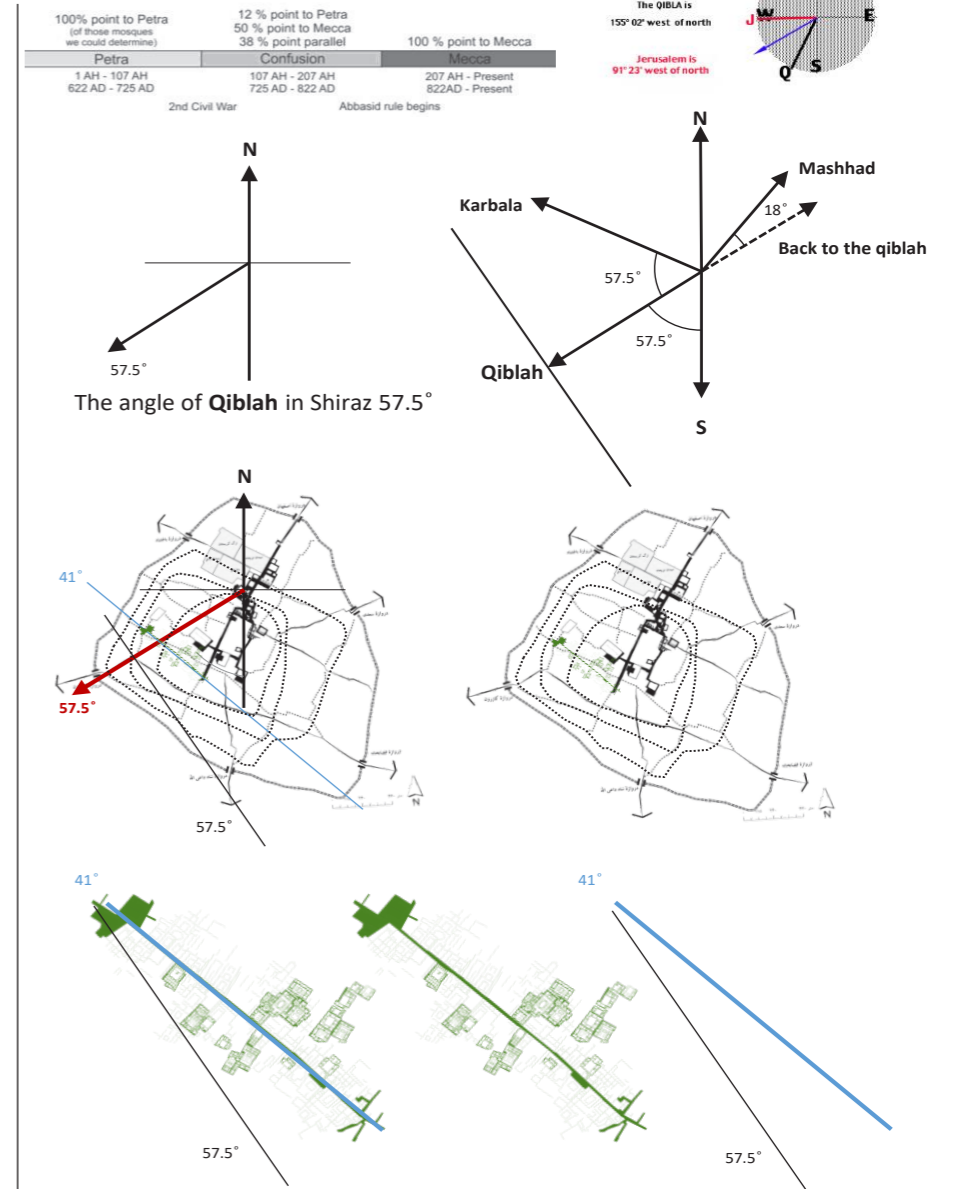 100% point to Petra
(of those mosques
we could determine)
12 % point to Petra
50 % point to Mecca
38 % point parallel
100 % point to Mecca
Petra
Confusion
Mecca
1 AH - 107 AH
622 AD - 725 AD
107 AH - 207 AH
725 AD - 822 AD
207 AH - Present
822AD - Present
2nd Civil War
Abbasid rule begins
The QIBLA is
155° 02' west of north
Jerusalem is
91° 23' west of north
J
W
E
Q
S
N
57.5°
The angle of Qiblah in Shiraz 57.5°
N
Mashhad
Karbala
18°
Back to the qiblah
57.5°
57.5°
Qiblah
S
N
41°
57.5°
57.5°
N
N
41°
57.5°
41°
57.5°